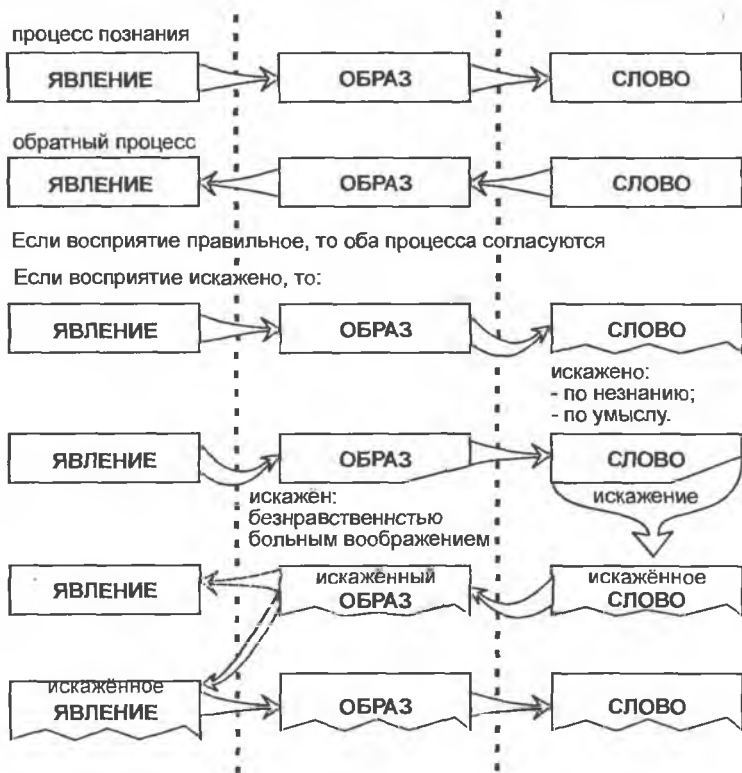 процесс познания
ЯВЛЕНИЕ ОБРАЗ СЛОВО
обратный процесс
ЯВЛЕНИЕ ОБРАЗ СЛОВО
Если восприятие правильное, то оба процесса согласуются
Если восприятие искажено, то:
ЯВЛЕНИЕ ОБРАЗ СЛОВО
искажено:
- по незнанию;
- по умыслу.
ЯВЛЕНИЕ ОБРАЗ СЛОВО
искажён:
безнравственнстью
больным воображением
искажение
искажённый искажённое
ЯВЛЕНИЕ ОБРАЗ СЛОВО
искажённое
ЯВЛЕНИЕ ОБРАЗ СЛОВО